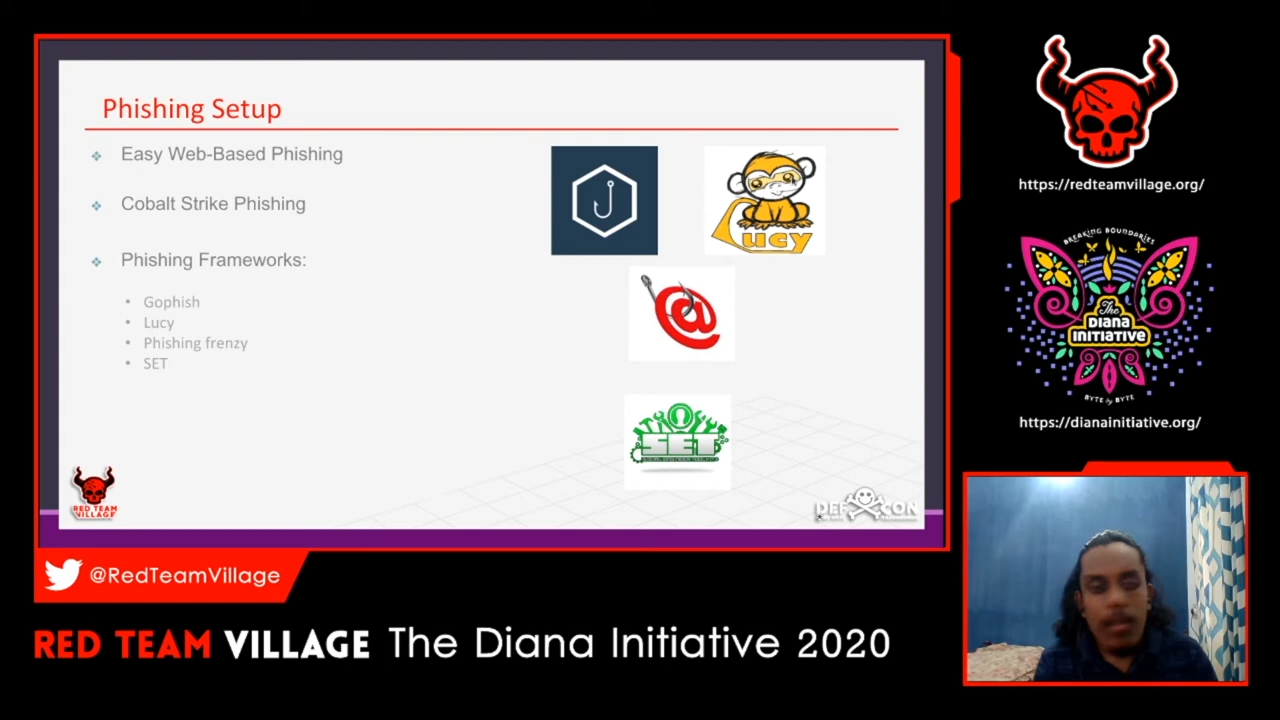 Phishing Setup
Easy Web-Based Phishing
Cobalt Strike Phishing
Phishing Frameworks:
Gophish
Lucy
Phishing frenzy
SET
Lucy
@
SET
RED TEAM
VILLAGE
DEF CON
https://redteamvillage.org/
BREAKING BOUNDARIES
The
DIANA
INITIATIVE
BYTE by BYTE
https://dianainitiative.org/
@RedTeamVillage
RED TEAM VILLAGE The Diana Initiative 2020